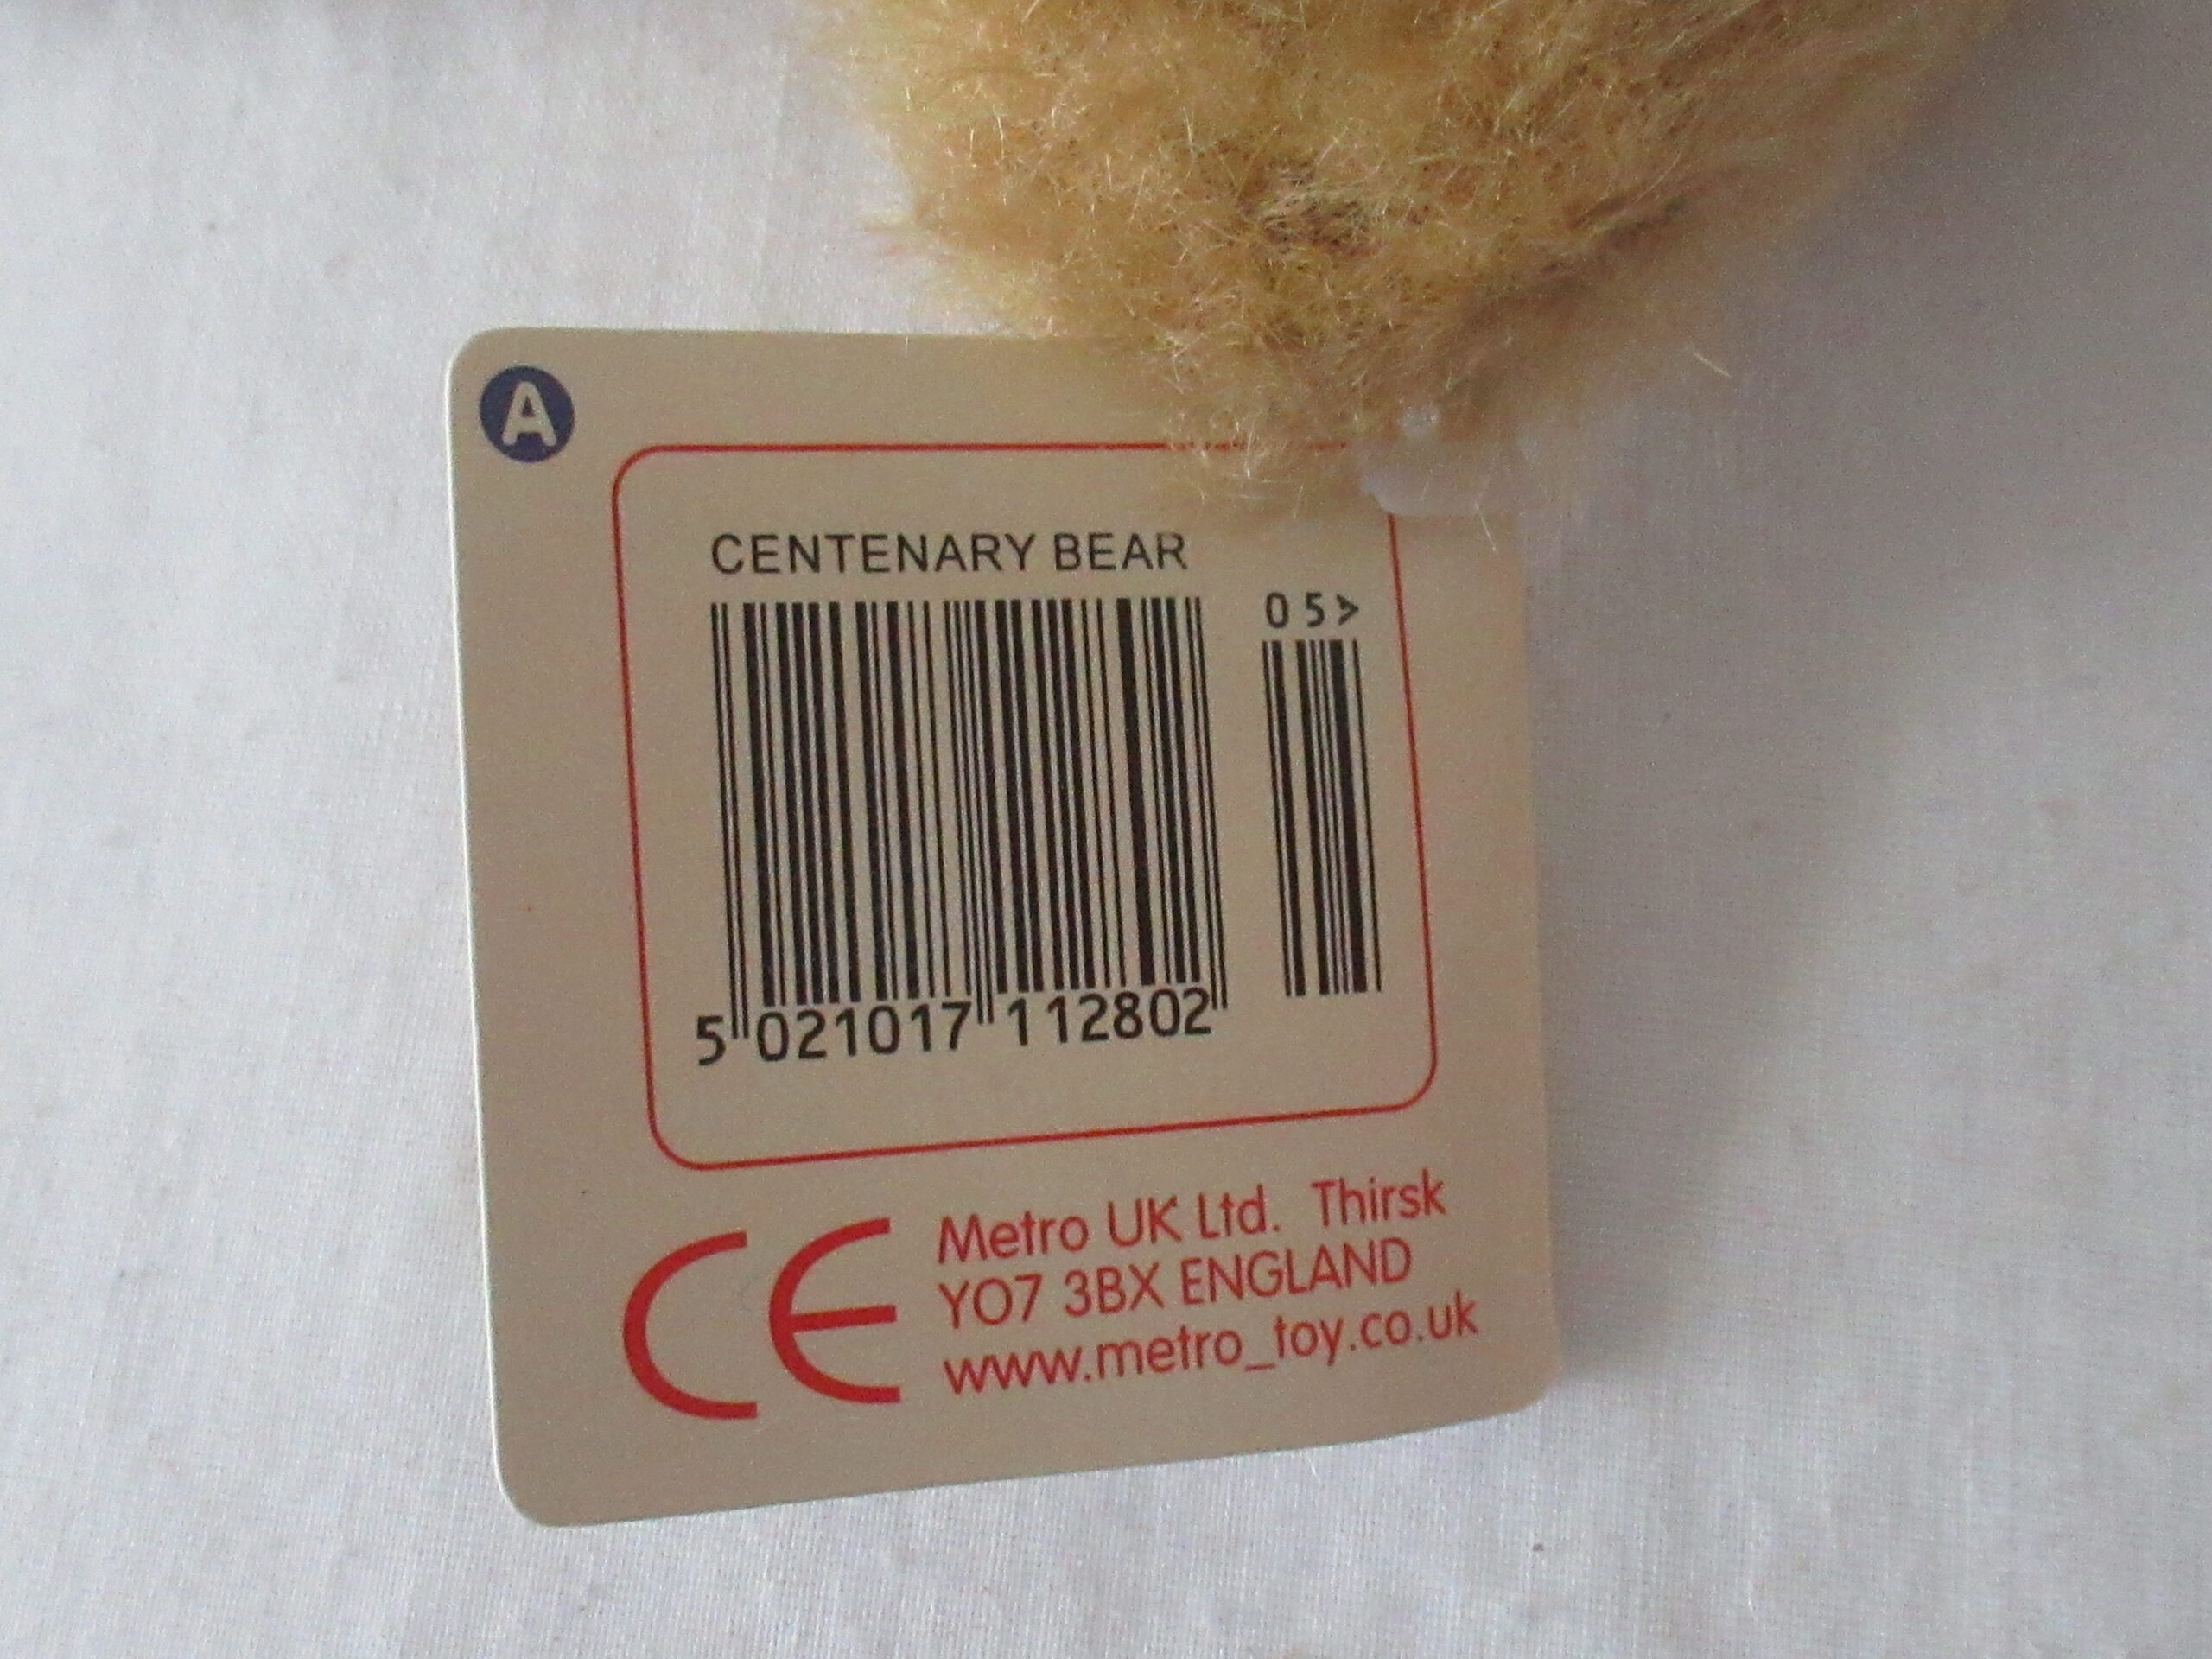 A
CENTENARY BEAR
05>
5 021017 112802
CE
Metro UK Ltd. Thirsk
YO7 3BX ENGLAND
www.metro_toy.co.uk